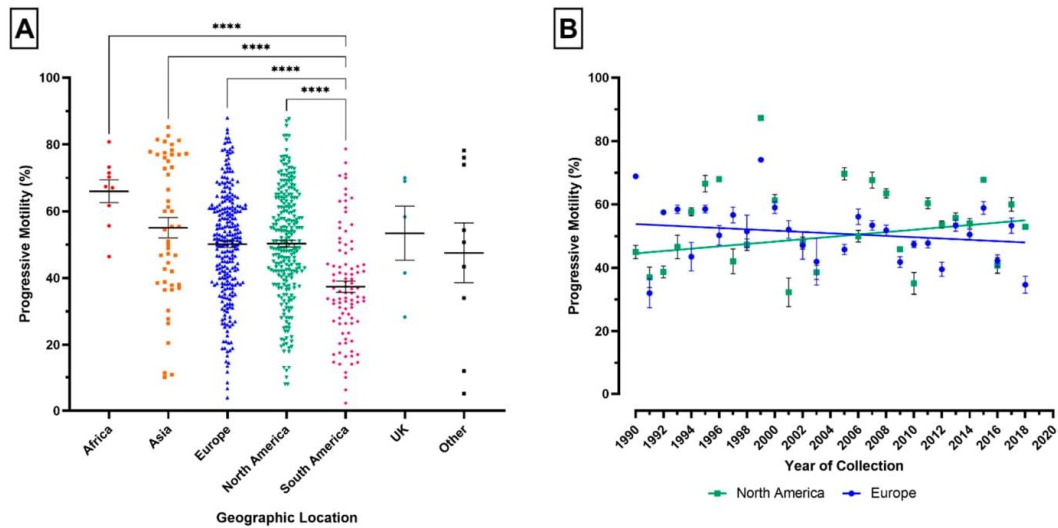 A
B
****
****
****
****
Progressive Motility (%)
100
80
60
40
20
0
Africa
Asia
Europe
North America
South America
UK
Other
Geographic Location
Progressive Motility (%)
100
80
60
40
20
0
1990
1992
1994
1996
1998
2000
2002
2004
2006
2008
2010
2012
2014
2016
2018
2020
Year of Collection
North America
Europe